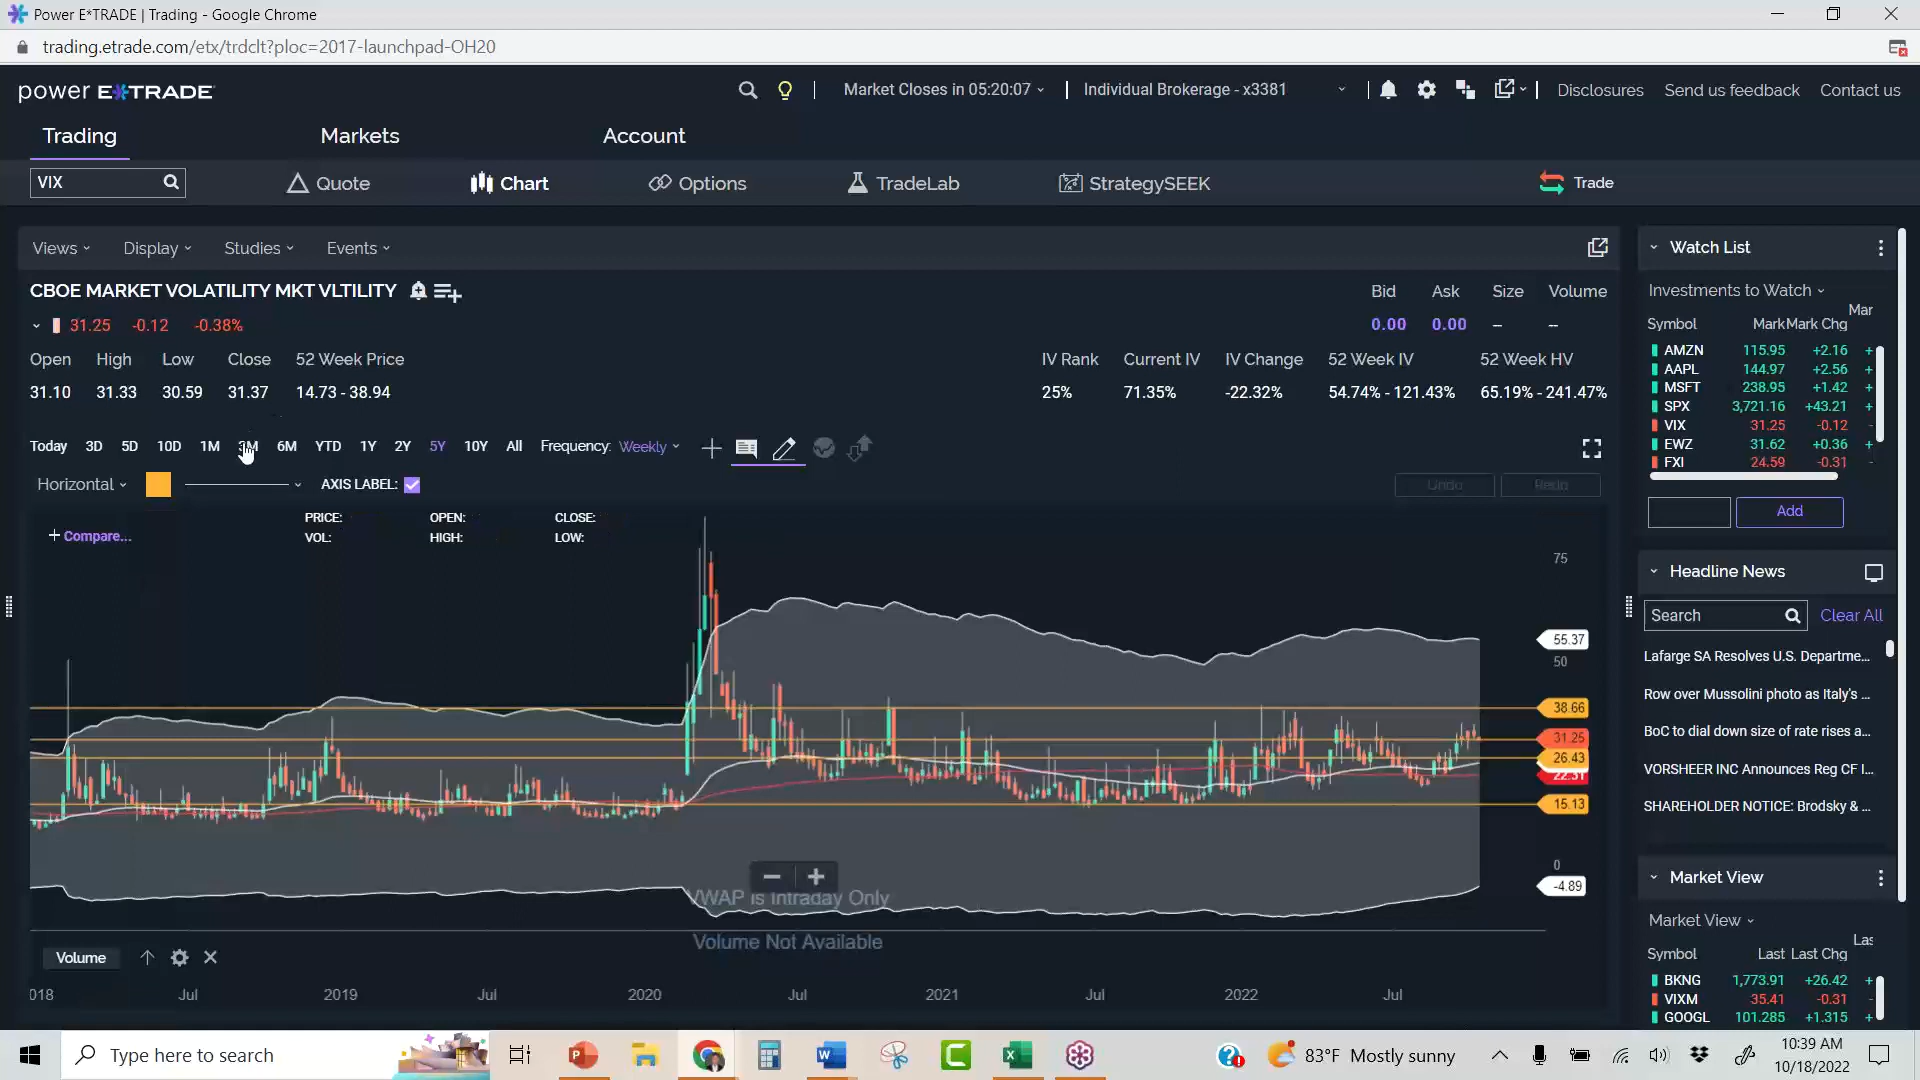 Power E*TRADE | Trading - Google Chrome
trading.etrade.com/etx/trdclt?ploc=2017-launchpad-OH20
power E*TRADE
Market Closes in 05:20:07
Individual Brokerage - x3381
Disclosures
Send us feedback
Contact us
Trading
Markets
Account
VIX
Quote
Chart
Options
TradeLab
StrategySEEK
Trade
Views
Display
Studies
Events
CBOE MARKET VOLATILITY MKT VLTILITY
Bid Ask Size Volume
31.25 -0.12 -0.38%
0.00 0.00 -- --
Open High Low Close 52 Week Price
31.10 31.33 30.59 31.37 14.73 - 38.94
IV Rank Current IV IV Change 52 Week IV 52 Week HV
25% 71.35% -22.32% 54.74% - 121.43% 65.19% - 241.47%
Today 3D 5D 10D 1M 3M 6M YTD 1Y 2Y 5Y 10Y All Frequency: Weekly
Horizontal
AXIS LABEL:
Undo
Redo
+ Compare...
PRICE: OPEN: CLOSE:
VOL: HIGH: LOW:
75
55.37
50
38.66
31.25
26.43
22.31
15.13
0
-4.89
VWAP is Intraday Only
Volume Not Available
Volume
018 Jul 2019 Jul 2020 Jul 2021 Jul 2022 Jul
Watch List
Investments to Watch
Mar
Symbol Mark Mark Chg
AMZN 115.95 +2.16 +
AAPL 144.97 +2.56 +
MSFT 238.95 +1.42 +
SPX 3,721.16 +43.21 +
VIX 31.25 -0.12 -
EWZ 31.62 +0.36 +
FXI 24.59 -0.31 -
Add
Headline News
Search
Clear All
Lafarge SA Resolves U.S. Departme...
Row over Mussolini photo as Italy's ...
BoC to dial down size of rate rises a...
VORSHEER INC Announces Reg CF I...
SHAREHOLDER NOTICE: Brodsky & ...
Market View
Market View
Las
Symbol Last Last Chg
BKNG 1,773.91 +26.42 +
VIXM 35.41 -0.31 -
GOOGL 101.285 +1.315 +
Type here to search
83°F Mostly sunny
10:39 AM
10/18/2022